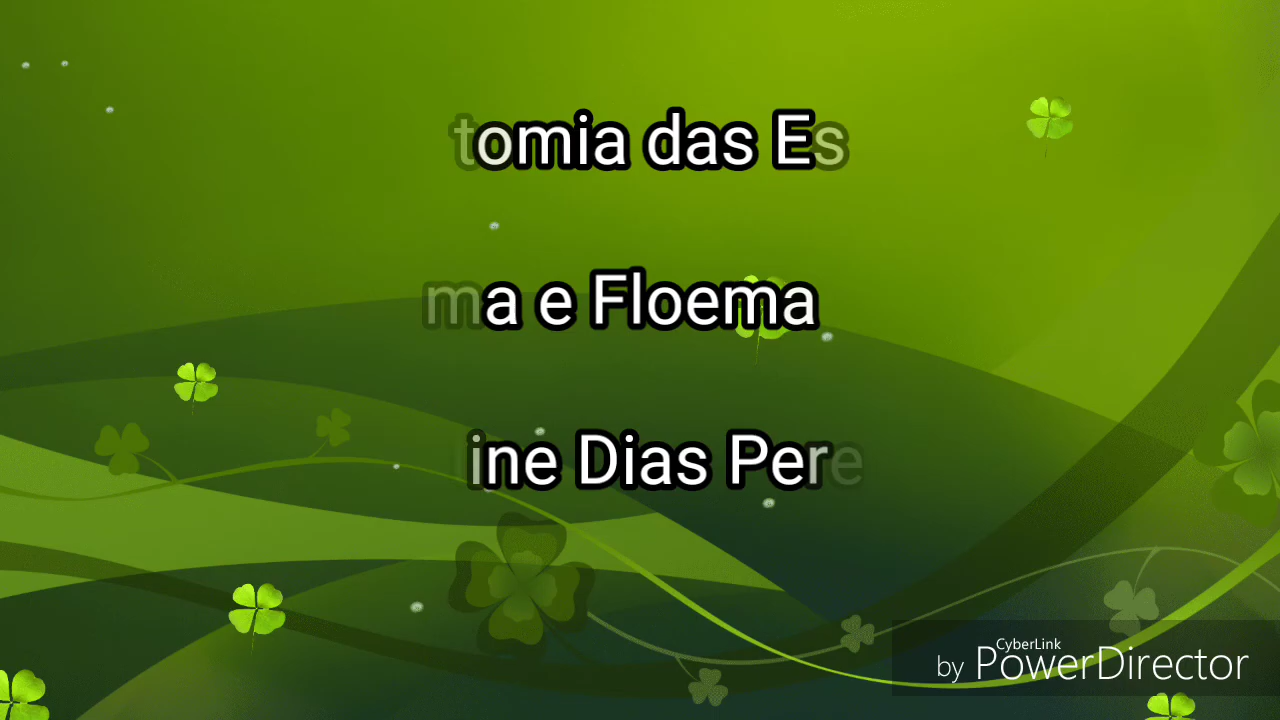 tomia das Es
ma e Floema
ine Dias Pere
CyberLink
by PowerDirector